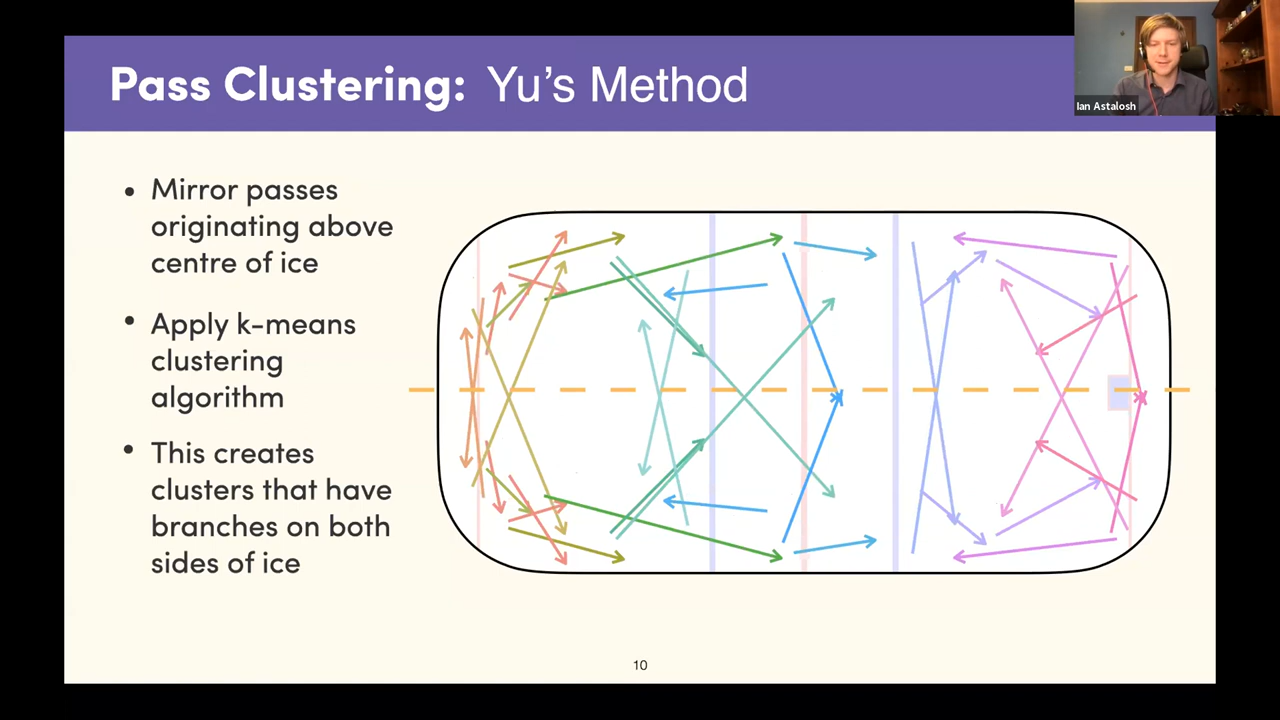 Pass Clustering: Yu's Method
Ian Astalosh
• Mirror passes
originating above
centre of ice
• Apply k-means
clustering
algorithm
• This creates
clusters that have
branches on both
sides of ice
10